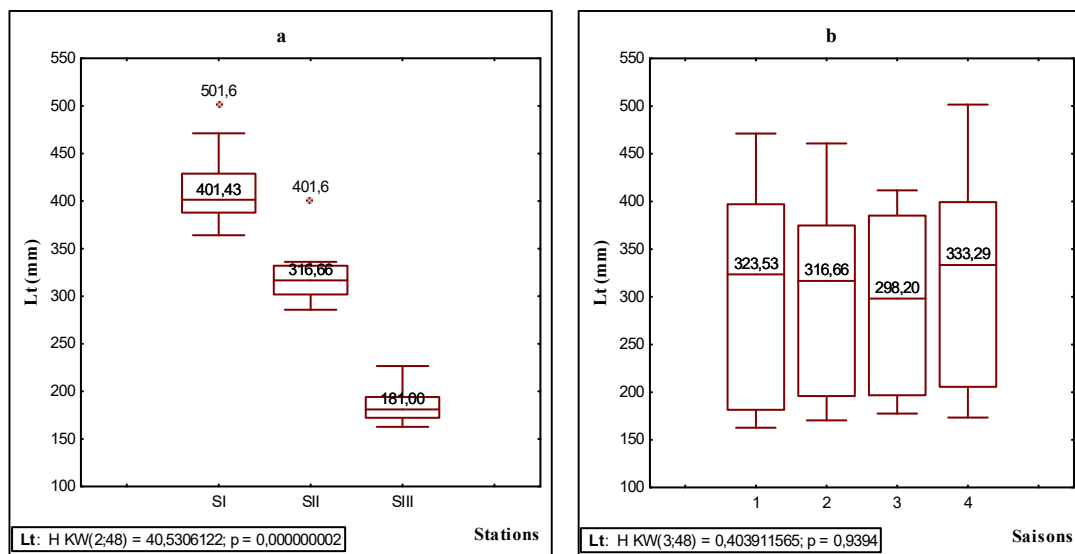 a
550
500
450
400
350
300
250
200
150
100
Lt (mm)
501,6
401,43
401,6
316,66
181,00
SI SII SIII
Lt: H KW(2;48) = 40,5306122; p = 0,000000002
Stations
b
550
500
450
400
350
300
250
200
150
100
Lt (mm)
323,53
316,66
298,20
333,29
1 2 3 4
Lt: H KW(3;48) = 0,403911565; p = 0,9394
Saisons